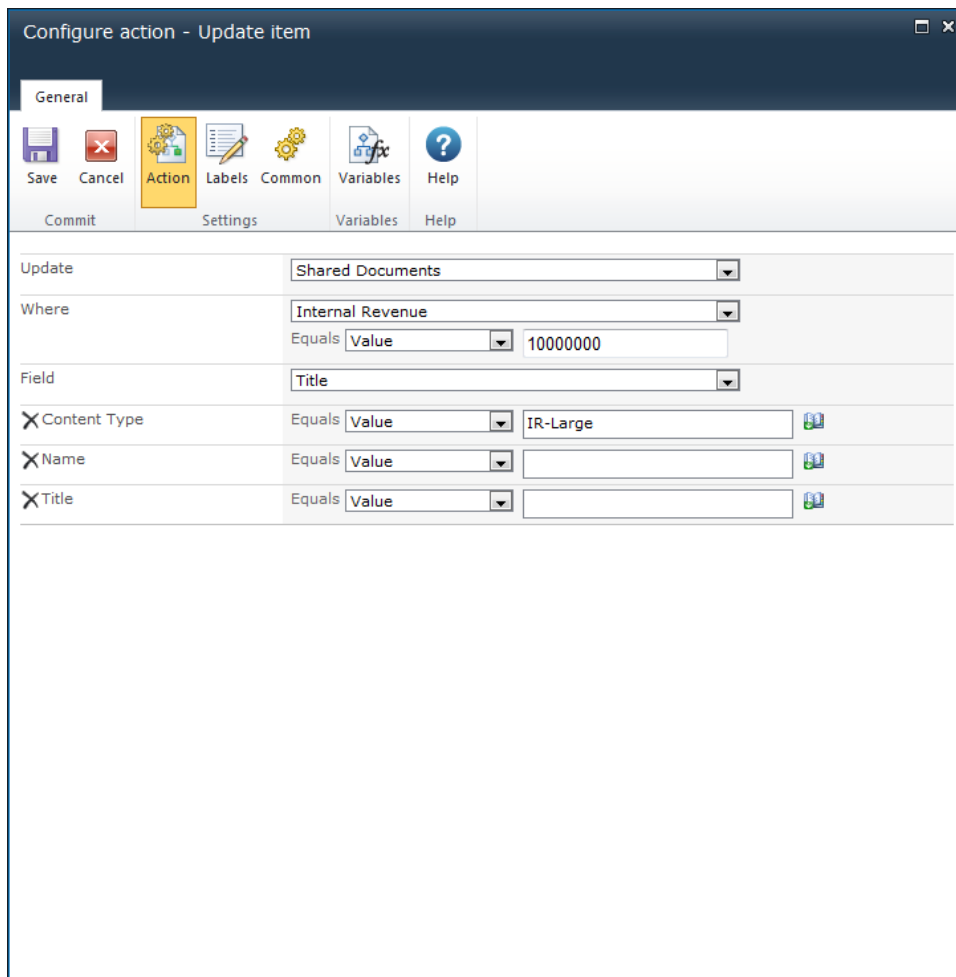 Configure action - Update item
General
Save Cancel Action Labels Common Variables Help
Commit Settings Variables Help
Update Shared Documents
Where Internal Revenue
Equals Value 10000000
Field Title
Content Type Equals Value IR-Large
Name Equals Value
Title Equals Value